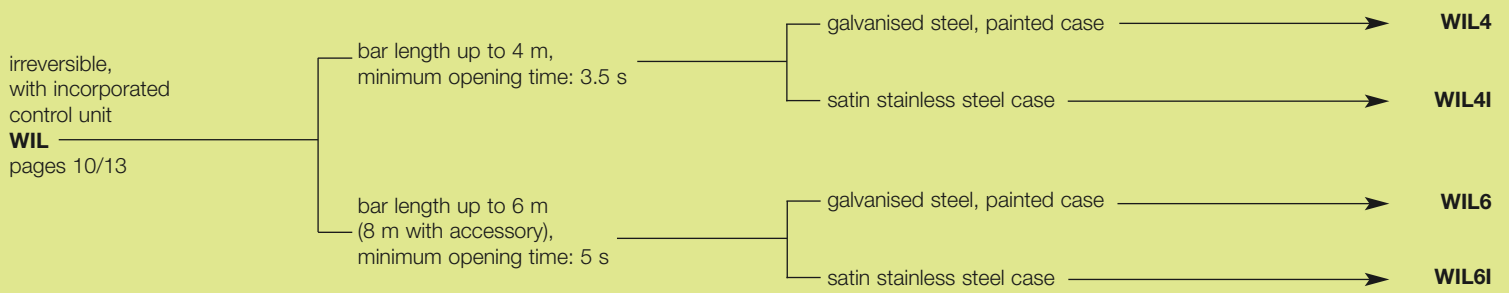 irreversible,
with incorporated
control unit
WIL
pages 10/13
bar length up to 4 m,
minimum opening time: 3.5 s
galvanised steel, painted case
WIL4
satin stainless steel case
WIL4I
bar length up to 6 m
(8 m with accessory),
minimum opening time: 5 s
galvanised steel, painted case
WIL6
satin stainless steel case
WIL6I